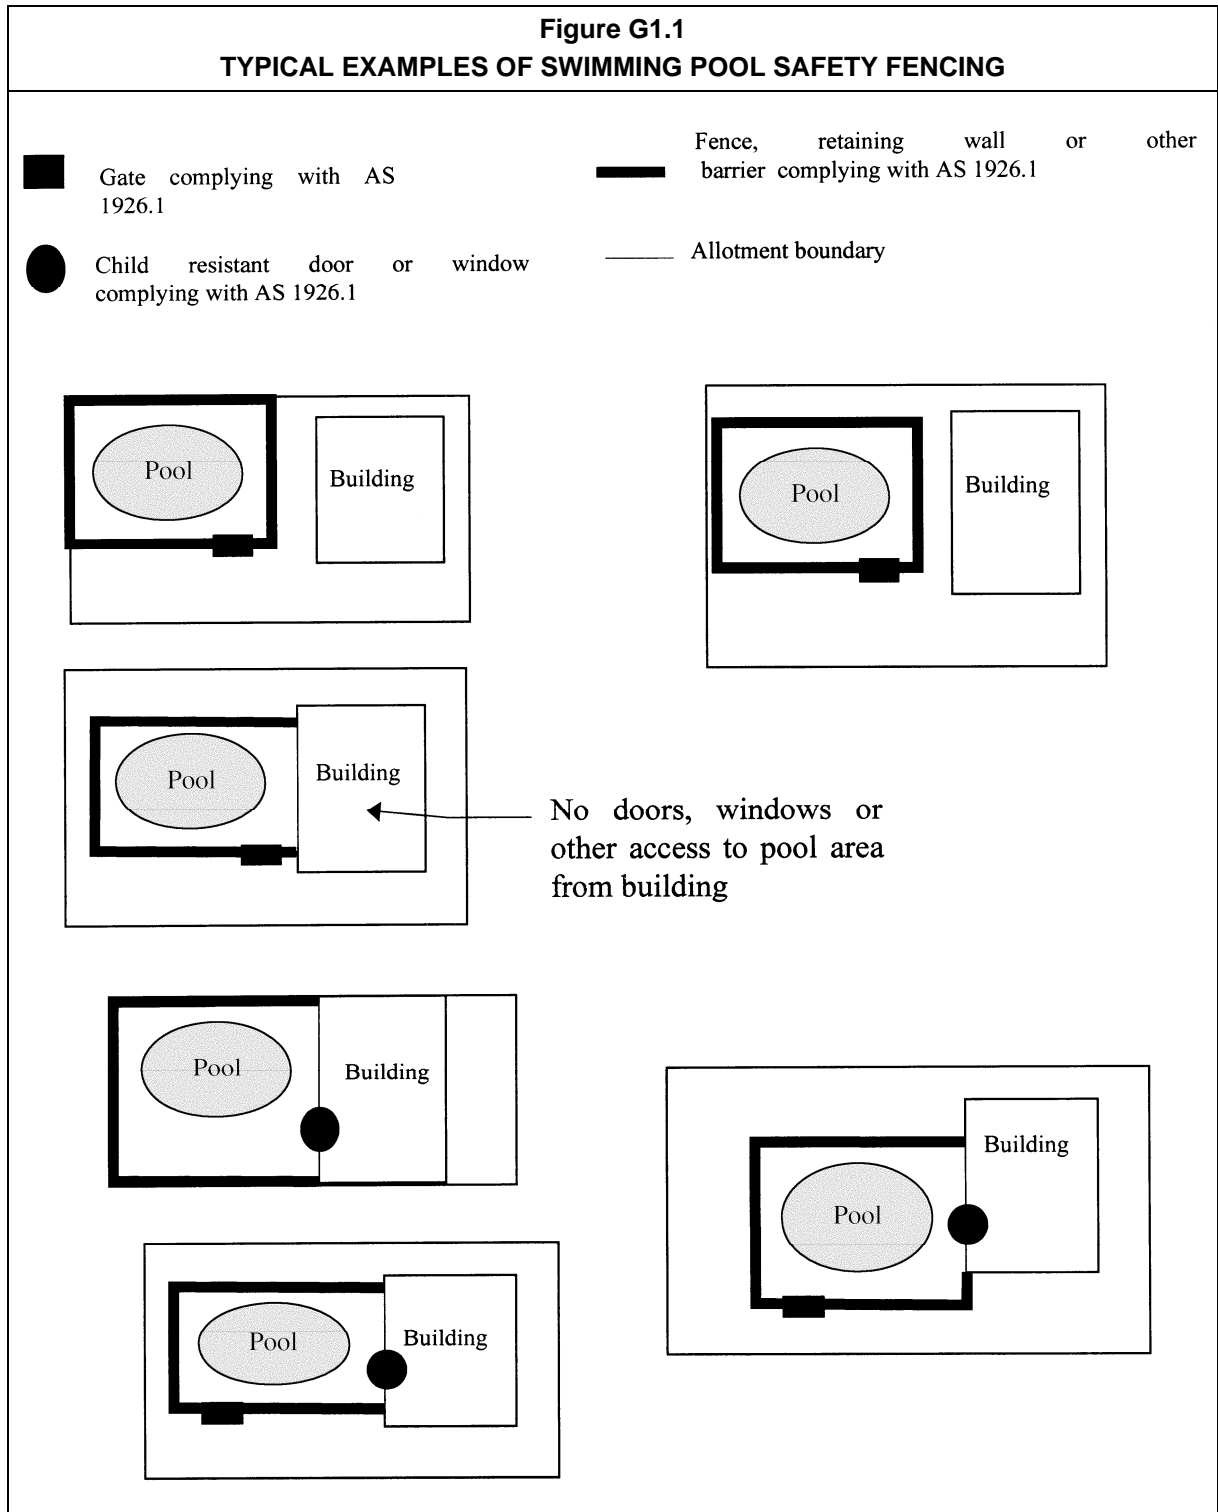 Figure G1.1
TYPICAL EXAMPLES OF SWIMMING POOL SAFETY FENCING
Gate complying with AS
1926.1
Fence, retaining wall or other
barrier complying with AS 1926.1
Child resistant door or window
complying with AS 1926.1
Allotment boundary
Pool
Building
Pool
Building
Pool
Building
No doors, windows or
other access to pool area
from building
Pool
Building
Pool
Building
Pool
Building